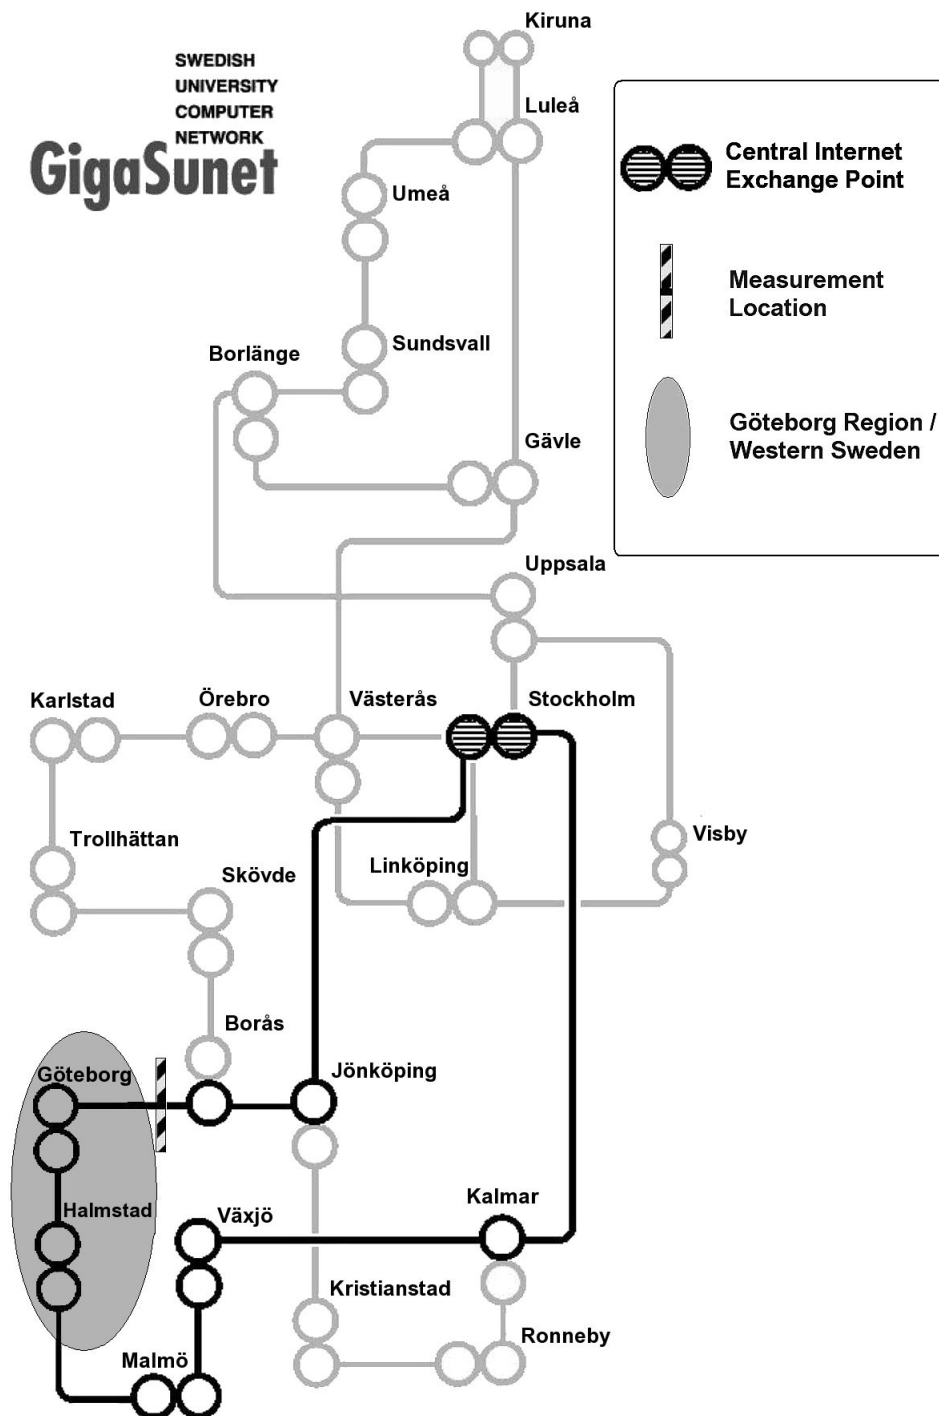 Kiruna
SWEDISH
UNIVERSITY
COMPUTER
NETWORK
GigaSunet
Luleå
Umeå
Central Internet
Exchange Point
Measurement
Location
Göteborg Region /
Western Sweden
Sundsvall
Borlänge
Gävle
Uppsala
Karlstad
Örebro
Västerås
Stockholm
Trollhättan
Skövde
Linköping
Visby
Borås
Göteborg
Jönköping
Halmstad
Växjö
Kalmar
Kristianstad
Malmö
Ronneby